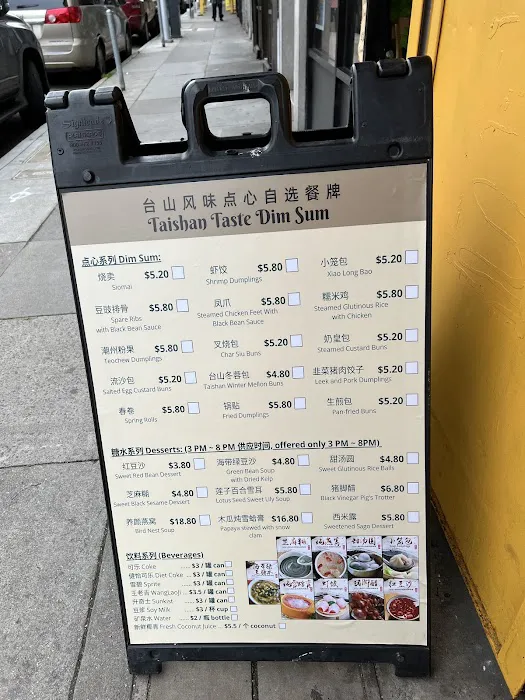 台山风味点心自选餐牌
Taishan Taste Dim Sum
点心系列 Dim Sum:
烧卖 $5.20 虾饺 $5.80 小笼包 $5.20
Siomai Shrimp Dumplings Xiao Long Bao
豆豉排骨 $5.80 凤爪 $5.80 糯米鸡 $5.80
Spare Ribs Steamed Chicken Feet With Steamed Glutinous Rice
with Black Bean Sauce Black Bean Sauce with Chicken
潮州粉果 $5.80 叉烧包 $5.20 奶皇包 $5.20
Teochew Dumplings Char Siu Buns Steamed Custard Buns
流沙包 $5.20 台山冬蓉包 $4.80 韭菜猪肉饺子 $5.20
Salted Egg Custard Buns Taishan Winter Mellon Buns Leek and Pork Dumplings
春卷 $5.80 锅贴 $5.80 生煎包 $5.20
Spring Rolls Fried Dumplings Pan-fried Buns
糖水系列 Desserts: (3 PM ~ 8 PM 供应时间, offered only 3 PM ~ 8PM)
红豆沙 $3.80 海带绿豆沙 $4.80 甜汤圆 $4.80
Sweet Red Bean Dessert Green Bean Soup Sweet Glutinous Rice Balls
with Dried Kelp
芝麻糊 $4.80 莲子百合雪耳 $5.80 猪脚醋 $6.80
Sweet Black Sesame Dessert Lotus Seed Sweet Lily Soup Black Vinegar Pig's Trotter
养颜燕窝 $18.80 木瓜炖雪蛤膏 $16.80 西米露 $5.80
Bird Nest Soup Papaya stewed with snow Sweetened Sago Dessert
clam
饮料系列 (Beverages)
可乐 Coke ..... $3 / 罐 can
健怡可乐 Diet Coke ... $3 / 罐 can
雪碧 Sprite ..... $3 / 罐 can
王老吉 WangLaoJi ... $3.5 / 罐 can
升奇士 Sunkist ..... $3 / 罐 can
豆浆 Soy Milk ..... $3 / 杯 cup
矿泉水 Water ..... $2 / 瓶 bottle
新鲜椰青 Fresh Coconut Juice ... $5.5 / 个 coconut